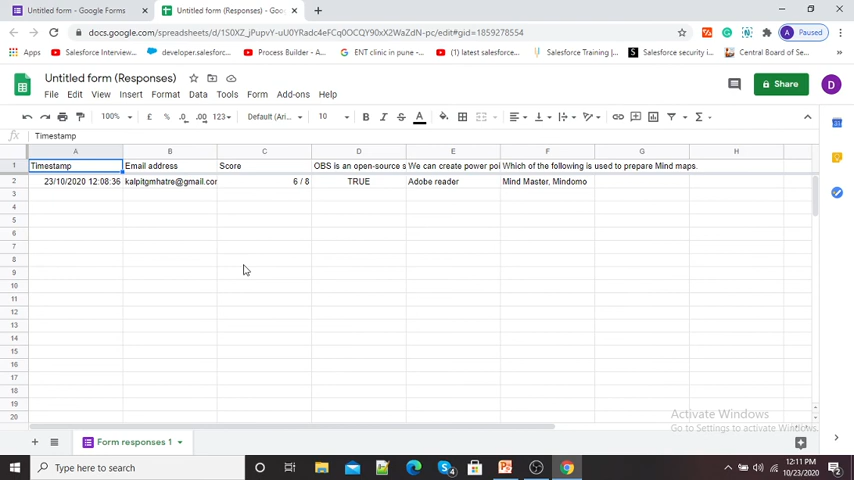 Untitled form - Google Forms
Untitled form (Responses) - Goo
docs.google.com/spreadsheets/d/1S0XZ_jPupvY-uU0YRadc4eFCq0OCQY90xX2WaZdN-pc/edit#gid=1859278554
Paused
Apps
Salesforce Interview...
developer.salesforc...
Process Builder - A...
ENT clinic in pune -...
(1) latest salesforce...
Salesforce Training |...
Salesforce security i...
Central Board of Sec...
Untitled form (Responses)
File Edit View Insert Format Data Tools Form Add-ons Help
Share
D
100% £ % .0 .00 123 Default (Ari... 10 B I S A
fx Timestamp
A B C D E F G H
1 Timestamp Email address Score OBS is an open-source s We can create power poi Which of the following is used to prepare Mind maps.
2 23/10/2020 12:08:36 kalpitgmhatre@gmail.com 6 / 8 TRUE Adobe reader Mind Master, Mindomo
3
4
5
6
7
8
9
10
11
12
13
14
15
16
17
18
19
20
Activate Windows
Go to Settings to activate Windows.
Form responses 1
Type here to search
12:11 PM
10/23/2020